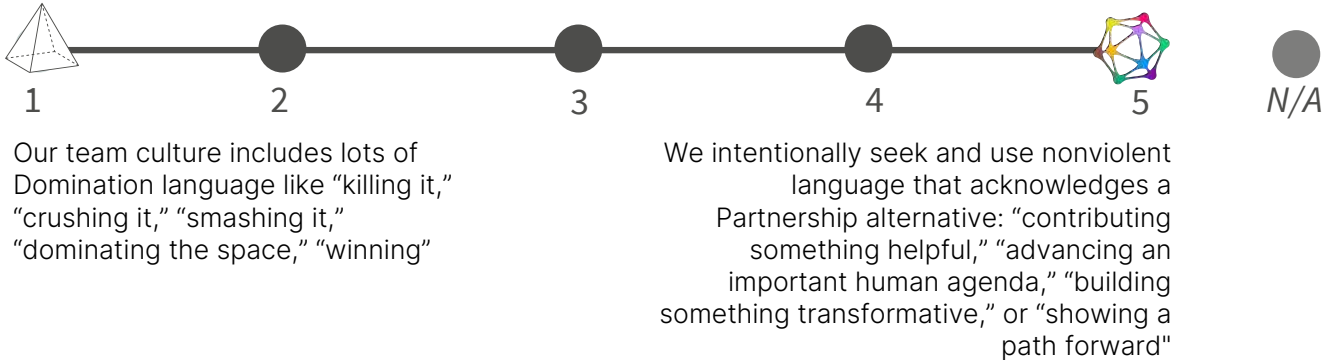 1 2 3 4 5 N/A
Our team culture includes lots of
Domination language like “killing it,”
“crushing it,” “smashing it,”
“dominating the space,” “winning”
We intentionally seek and use nonviolent
language that acknowledges a
Partnership alternative: “contributing
something helpful,” “advancing an
important human agenda,” “building
something transformative,” or “showing a
path forward"